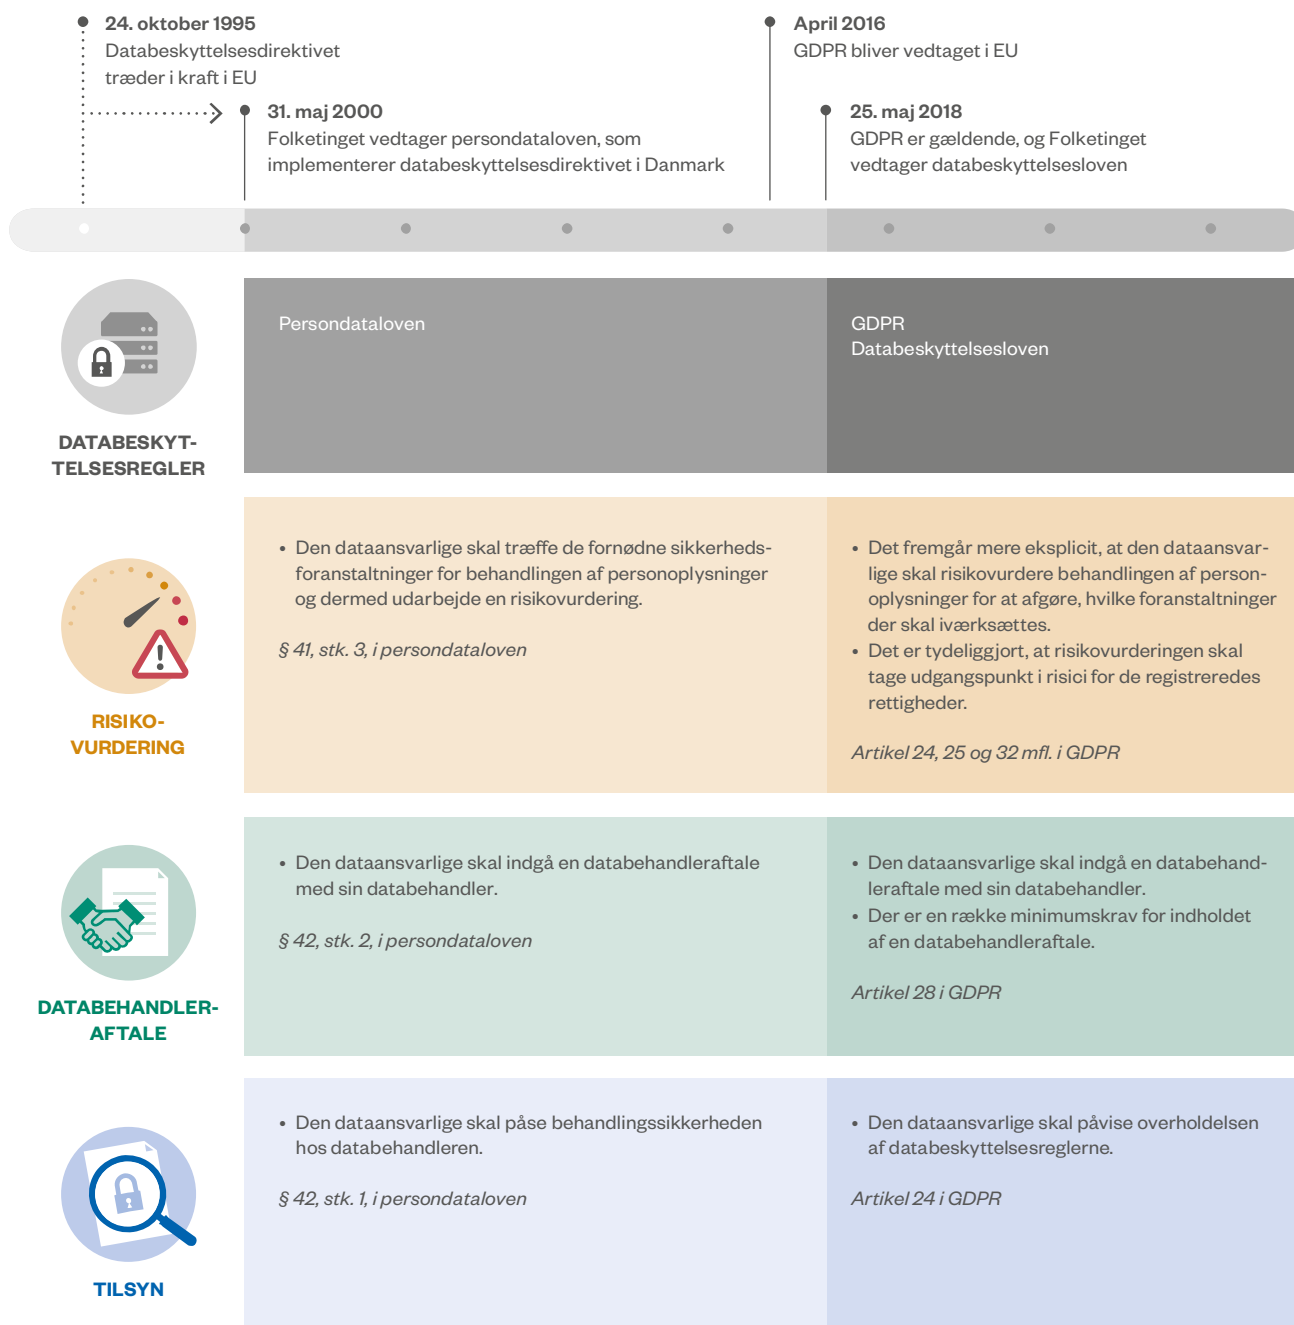 24. oktober 1995
Databeskyttelsesdirektivet
træder i kraft i EU
31. maj 2000
Folketinget vedtager persondataloven, som
implementerer databeskyttelsesdirektivet i Danmark
April 2016
GDPR bliver vedtaget i EU
25. maj 2018
GDPR er gældende, og Folketinget
vedtager databeskyttelsesloven
DATABESKYT-
TELSESREGLER
Persondataloven
GDPR
Databeskyttelsesloven
RISIKO-
VURDERING
• Den dataansvarlige skal træffe de fornødne sikkerheds-
foranstaltninger for behandlingen af personoplysninger
og dermed udarbejde en risikovurdering.
§ 41, stk. 3, i persondataloven
• Det fremgår mere eksplicit, at den dataansvar-
lige skal risikovurdere behandlingen af person-
oplysninger for at afgøre, hvilke foranstaltninger
der skal iværksættes.
• Det er tydeliggjort, at risikovurderingen skal
tage udgangspunkt i risici for de registreredes
rettigheder.
Artikel 24, 25 og 32 mfl. i GDPR
DATABEHANDLER-
AFTALE
• Den dataansvarlige skal indgå en databehandleraftale
med sin databehandler.
§ 42, stk. 2, i persondataloven
• Den dataansvarlige skal indgå en databehand-
leraftale med sin databehandler.
• Der er en række minimumskrav for indholdet
af en databehandleraftale.
Artikel 28 i GDPR
TILSYN
• Den dataansvarlige skal påse behandlingssikkerheden
hos databehandleren.
§ 42, stk. 1, i persondataloven
• Den dataansvarlige skal påvise overholdelsen
af databeskyttelsesreglerne.
Artikel 24 i GDPR